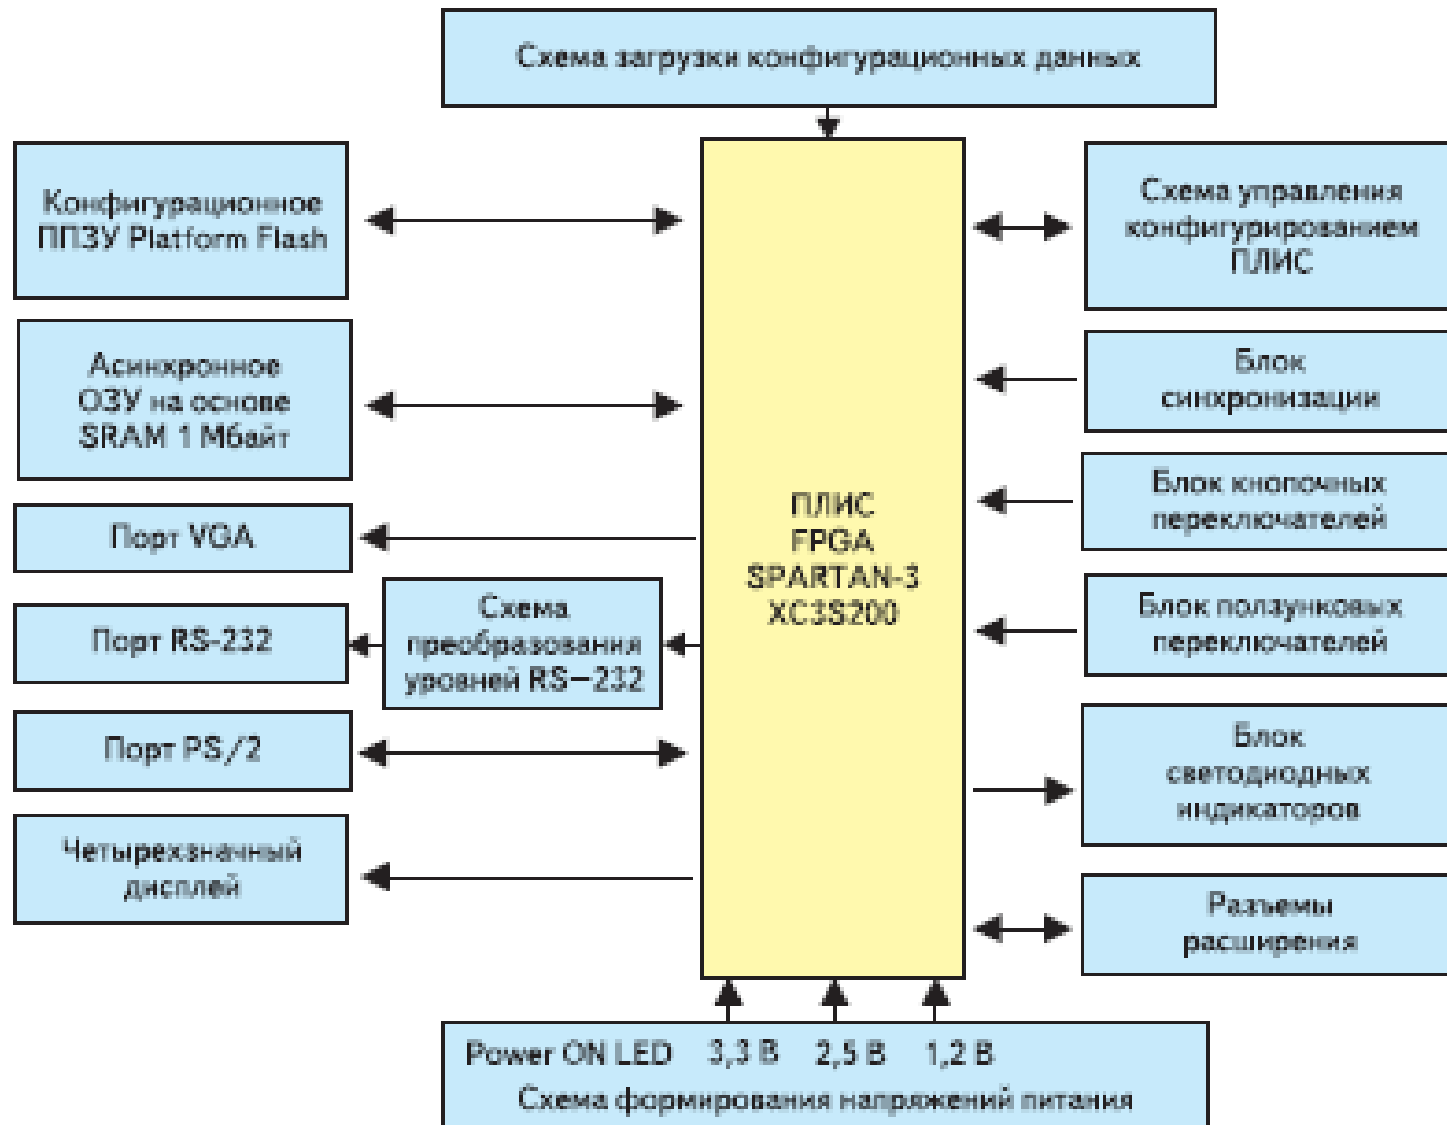 Схема загрузки конфигурационных данных
Конфигурационное
ППЗУ Platform Flash
Асинхронное
ОЗУ на основе
SRAM 1 Мбайт
Порт VGA
Порт RS-232
Схема
преобразования
уровней RS–232
Порт PS/2
Четырехзначный
дисплей
ПЛИС
FPGA
SPARTAN-3
XC3S200
Схема управления
конфигурированием
ПЛИС
Блок
синхронизации
Блок кнопочных
переключателей
Блок ползунковых
переключателей
Блок
светодиодных
индикаторов
Разъемы
расширения
Power ON LED 3,3 В 2,5 В 1,2 В
Схема формирования напряжений питания